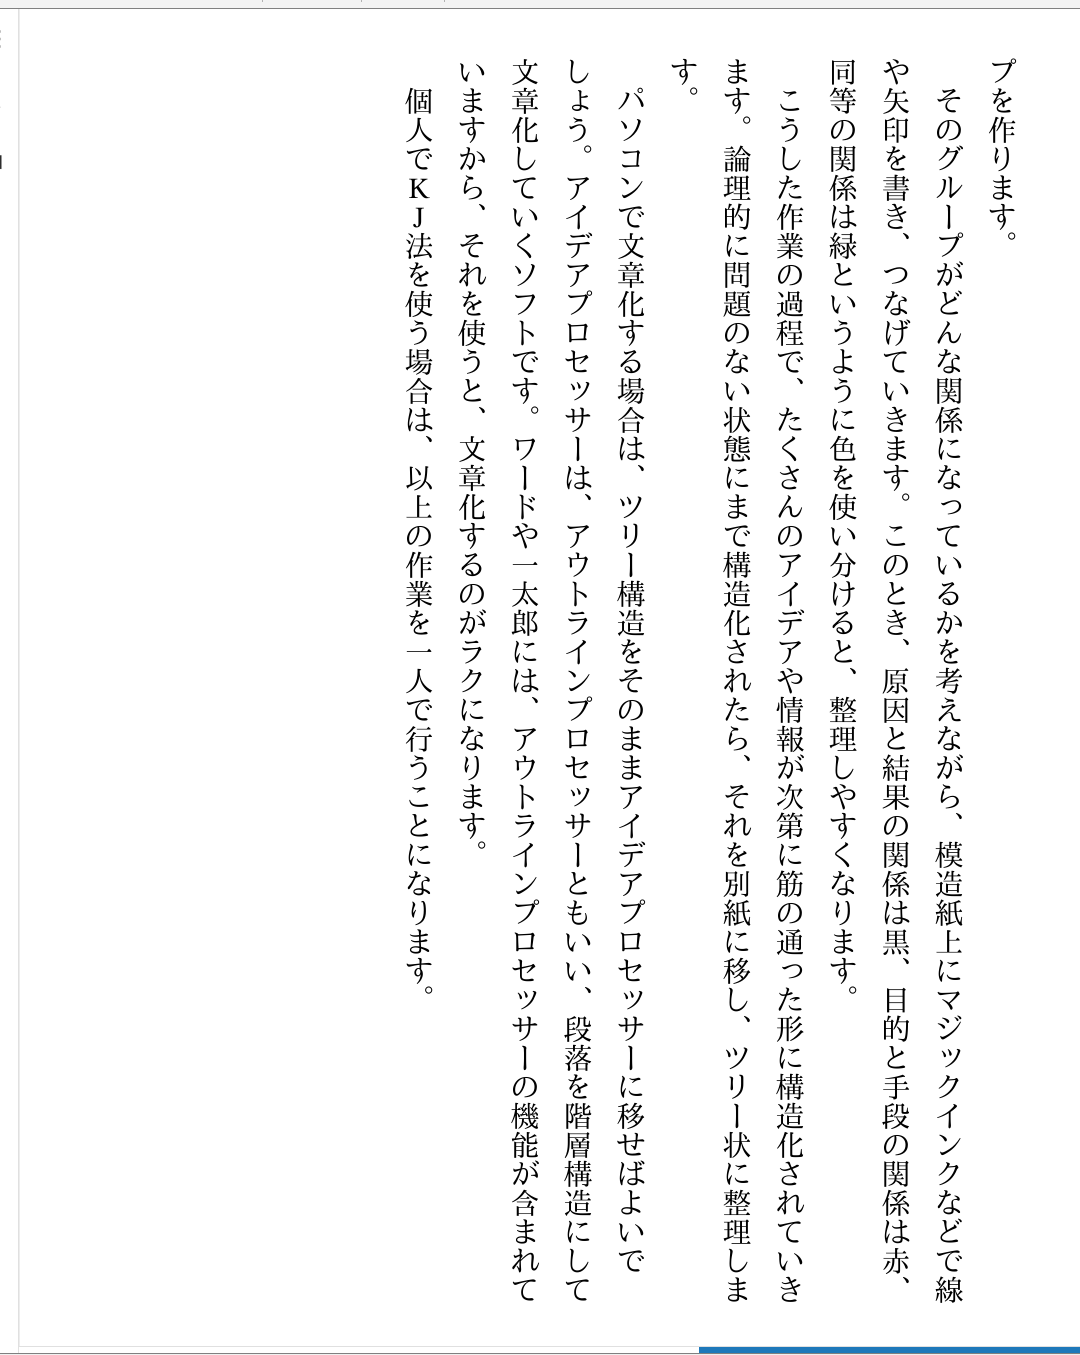 プを作ります。
そのグループがどんな関係になっているかを考えながら、模造紙上にマジックインクなどで線
や矢印を書き、つなげていきます。このとき、原因と結果の関係は黒、目的と手段の関係は赤、
同等の関係は緑というように色を使い分けると、整理しやすくなります。
こうした作業の過程で、たくさんのアイデアや情報が次第に筋の通った形に構造化されていき
ます。論理的に問題のない状態にまで構造化されたら、それを別紙に移し、ツリー状に整理しま
す。
パソコンで文章化する場合は、ツリー構造をそのままアイデアプロセッサーに移せばよいで
しょう。アイデアプロセッサーは、アウトラインプロセッサーともいい、段落を階層構造にして
文章化していくソフトです。ワードや一太郎には、アウトラインプロセッサーの機能が含まれて
いますから、それを使うと、文章化するのがラクになります。
個人でKJ法を使う場合は、以上の作業を一人で行うことになります。